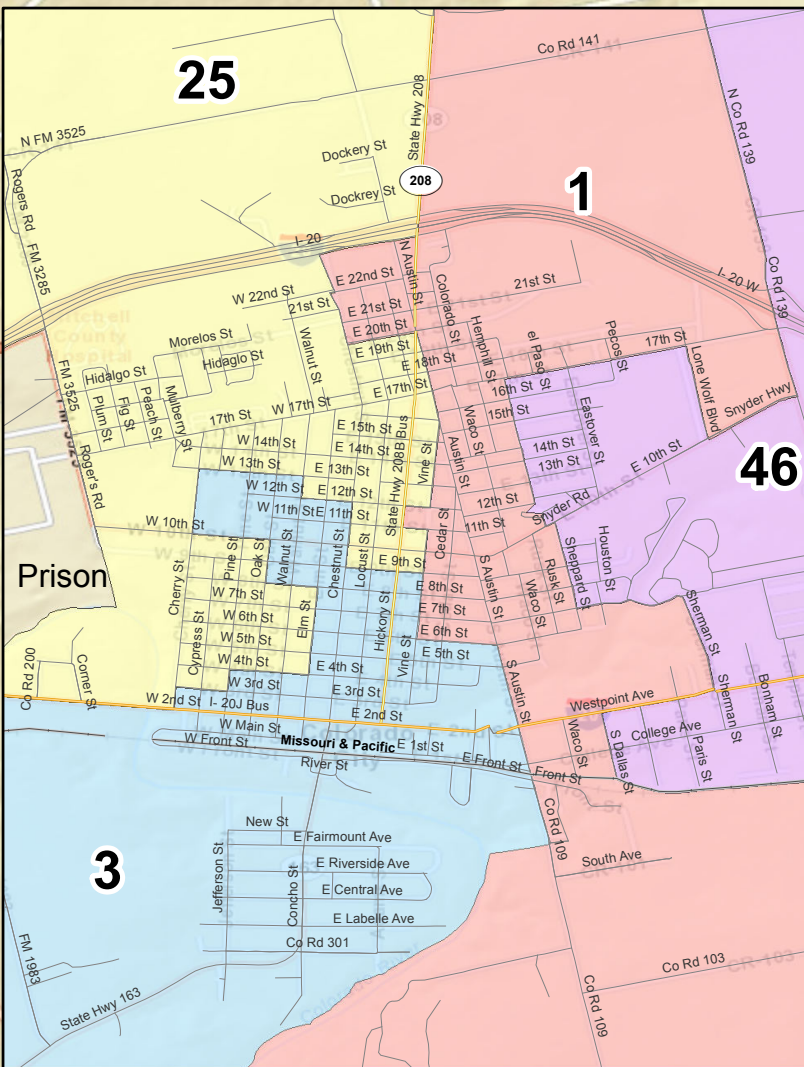 Co Rd 141
25
N FM 3525
State Hwy 208
N Co Rd 139
Dockery St
208
1
Dockrey St
Rogers Rd
FM 3285
I-20
N Austin St
I-20 W
Co Rd 139
E 22nd St
W 22nd St
21st St
21st St
E 21st St
Colorado St
E 20th St
Hemphill St
el Paso St
Pecos St
17th St
Morelos St
Walnut St
E 19th St
E 18th St
Hidaglo St
Lone Wolf Blvd
Hidalgo St
FM 3525
Plum St
Fig St
Peach St
Mulberry St
E 17th St
16th St
Snyder Hwy
W 17th St
17th St
15th St
Waco St
Eastover St
E 15th St
W 14th St
E 14th St
State Hwy 208B Bus
Vine St
Austin St
14th St
13th St
E 10th St
46
Roger's Rd
W 13th St
E 13th St
W 12th St
E 12th St
12th St
W 11th St
E 11th St
11th St
Snyder Rd
W 10th St
Cedar St
Pine St
Oak St
Walnut St
Chestnut St
Locust St
E 9th St
S Austin St
Houston St
Prison
Cherry St
Sheppard St
Rusk St
Waco St
W 7th St
E 8th St
E 7th St
W 6th St
Elm St
Hickory St
E 6th St
Sherman St
Cypress St
W 5th St
Vine St
E 5th St
W 4th St
E 4th St
Co Rd 200
Corner St
W 3rd St
E 3rd St
S Austin St
W 2nd St
I-20J Bus
E 2nd St
Westpoint Ave
Sherman St
Bonham St
W Main St
Colorado
City
E 2nd St
W Front St
Missouri & Pacific
E 1st St
Waco St
S Dallas St
College Ave
Paris St
River St
E Front St
Front St
New St
E Fairmount Ave
Co Rd 109
3
Jefferson St
Concho St
E Riverside Ave
South Ave
E Central Ave
E Labelle Ave
Co Rd 301
FM 1983
Co Rd 103
CR-103
State Hwy 163
Co Rd 109